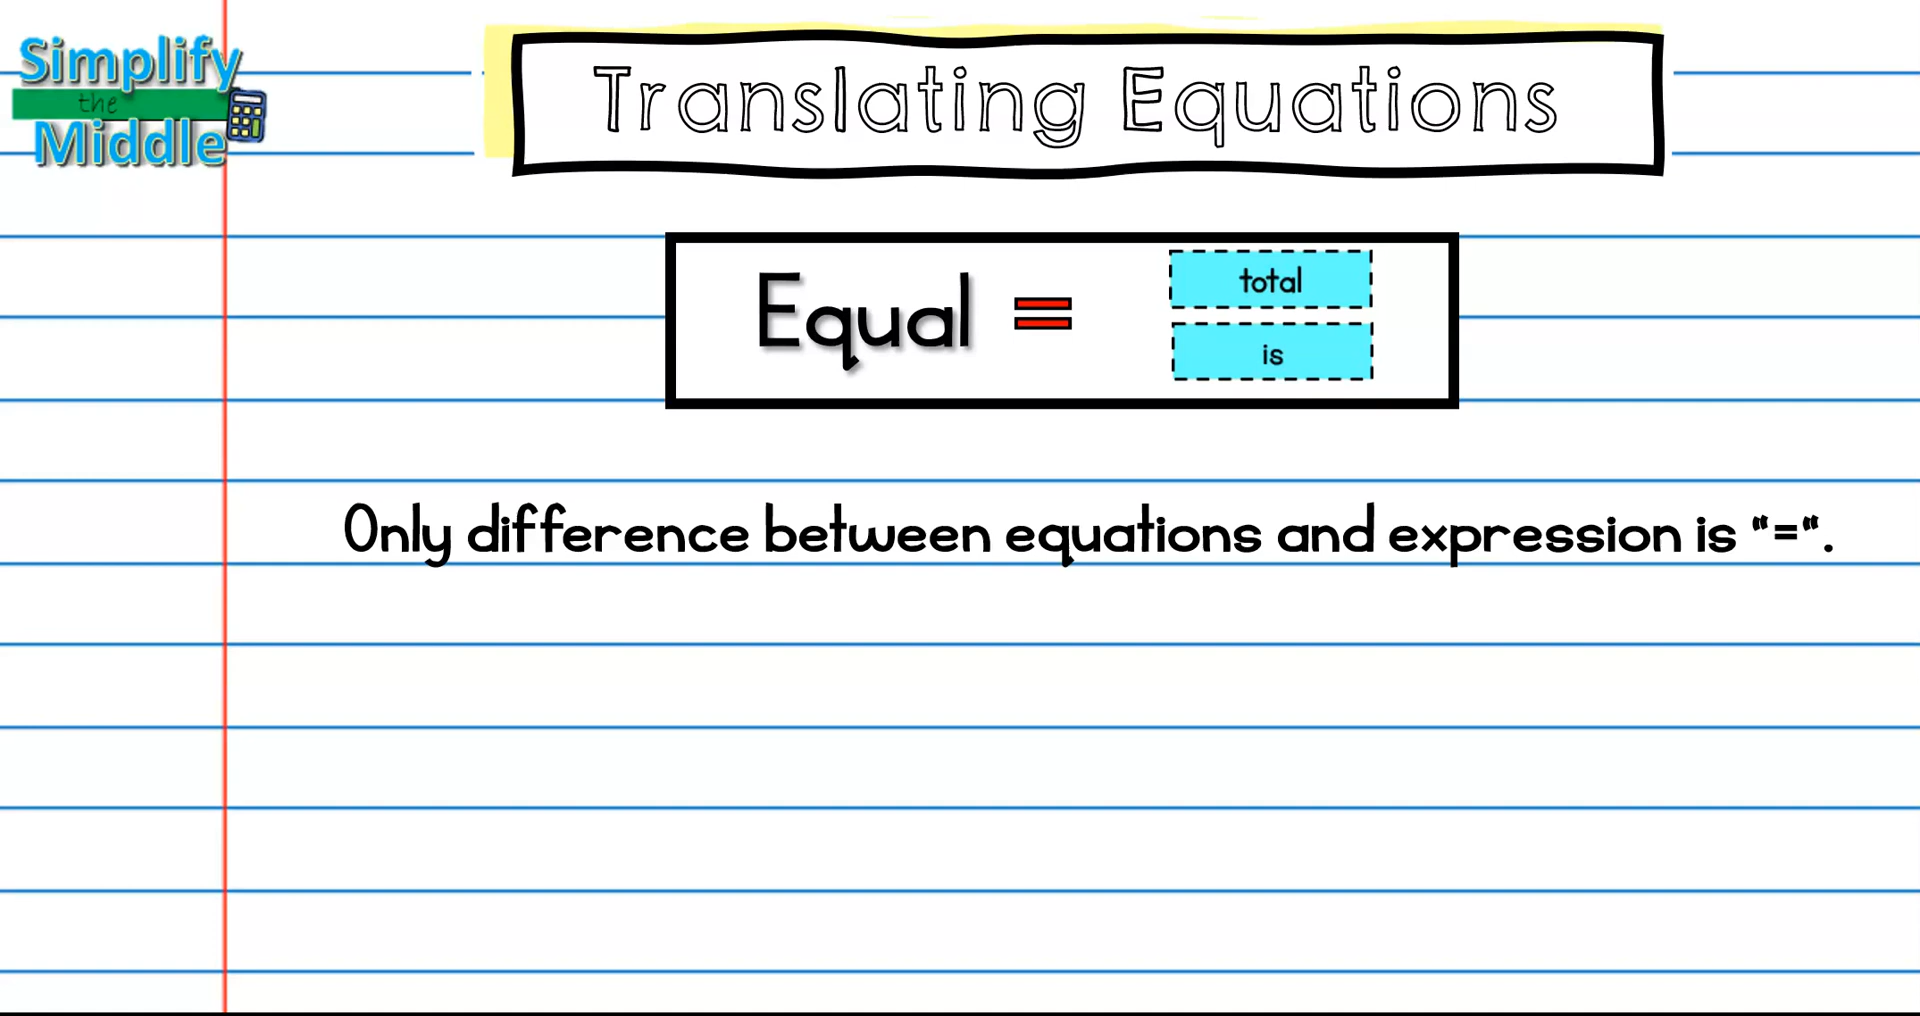 Simplify
the
Middle
Translating Equations
Equal =
total
is
Only difference between equations and expression is "=".